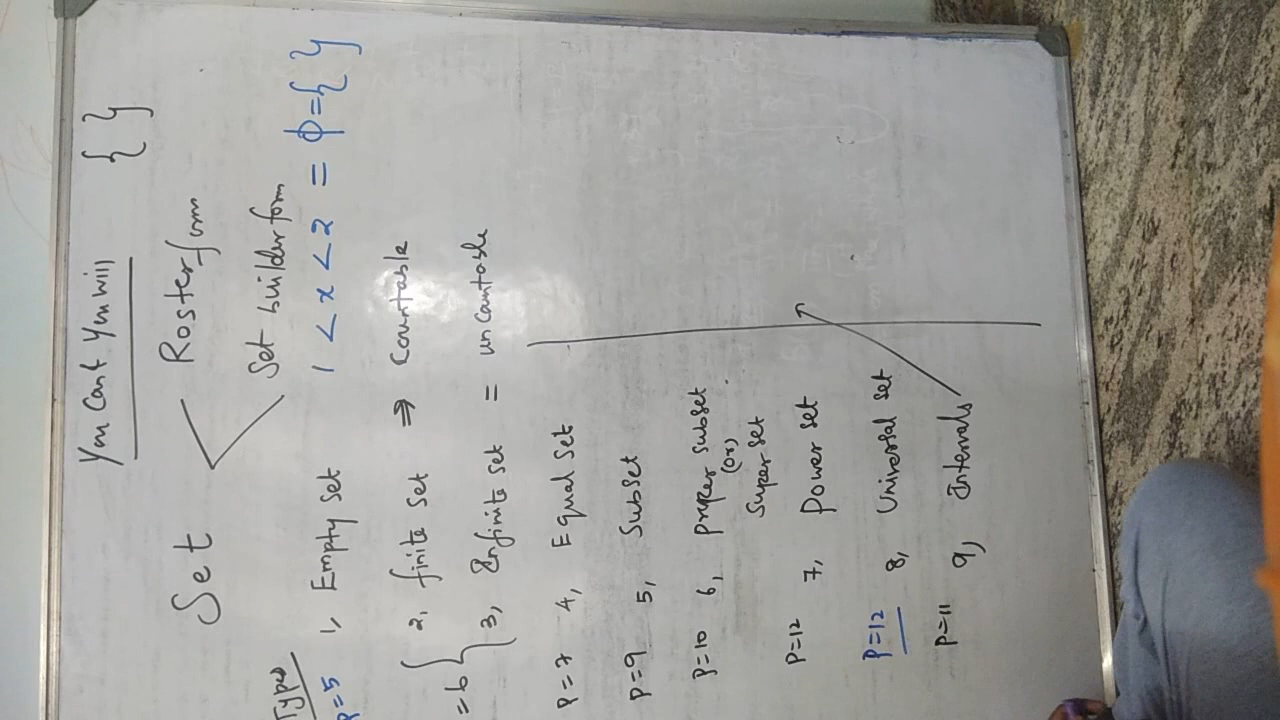 You Cant You will { }
Set < Roster form
Set builder form
Types
P=5 1, Empty set 1 < x < 2 = ϕ = { }
2, finite set ⇒ Countable
=6 {
3, Infinite set = uncantable
P=7 4, Equal set
P=9 5, Subset
P=10 6, proper subset
(or)
Super set
P=12 7, Power set
P=12 8, Universal set
P=11 9, Intervals